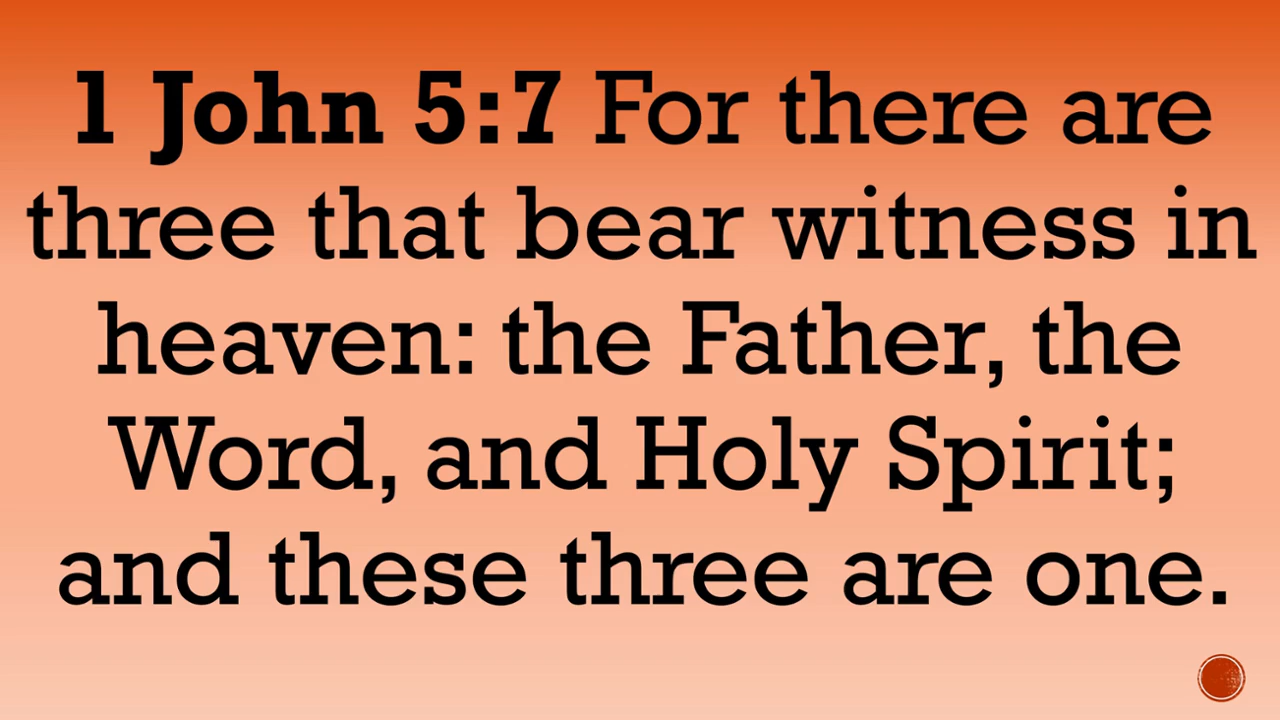 1 John 5:7 For there are
three that bear witness in
heaven: the Father, the
Word, and Holy Spirit;
and these three are one.